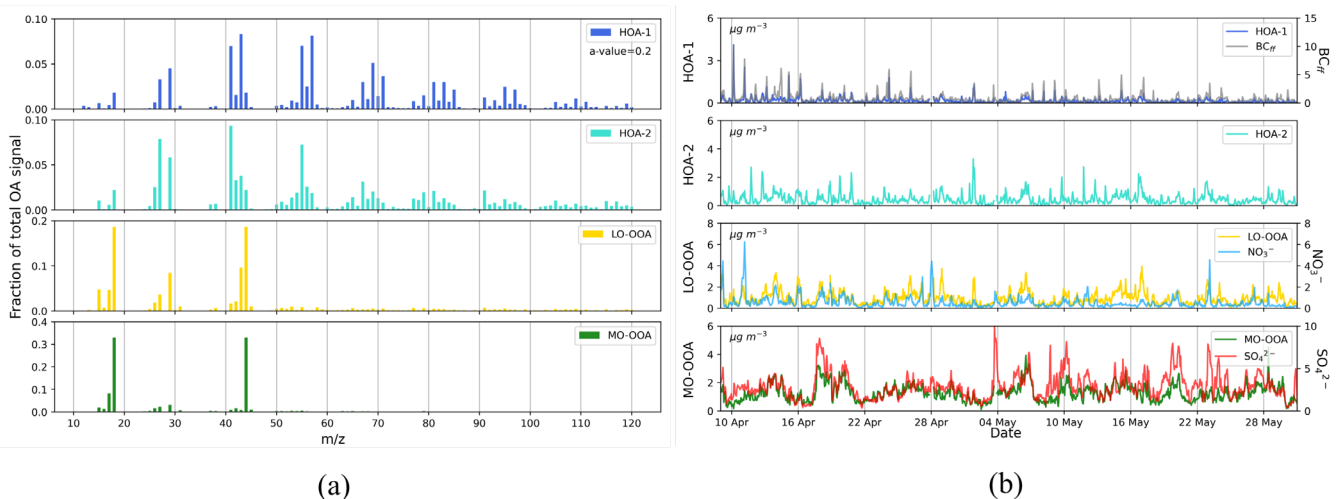 HOA-1
a-value=0.2
0.10
0.05
0.00
HOA-2
0.10
0.05
0.00
LO-OOA
0.2
0.1
0.0
MO-OOA
0.4
0.3
0.2
0.1
0.0
Fraction of total OA signal
10 20 30 40 50 60 70 80 90 100 110 120
m/z
(a)
μg m⁻³
HOA-1
BC_ff
HOA-1
6
3
0
15
10
5
0
BC_ff
μg m⁻³
HOA-2
HOA-2
6
4
2
0
μg m⁻³
LO-OOA
NO₃⁻
LO-OOA
8
6
4
2
0
8
6
4
2
0
NO₃⁻
μg m⁻³
MO-OOA
SO₄²⁻
MO-OOA
6
4
2
0
10
5
0
SO₄²⁻
10 Apr 16 Apr 22 Apr 28 Apr 04 May 10 May 16 May 22 May 28 May
Date
(b)